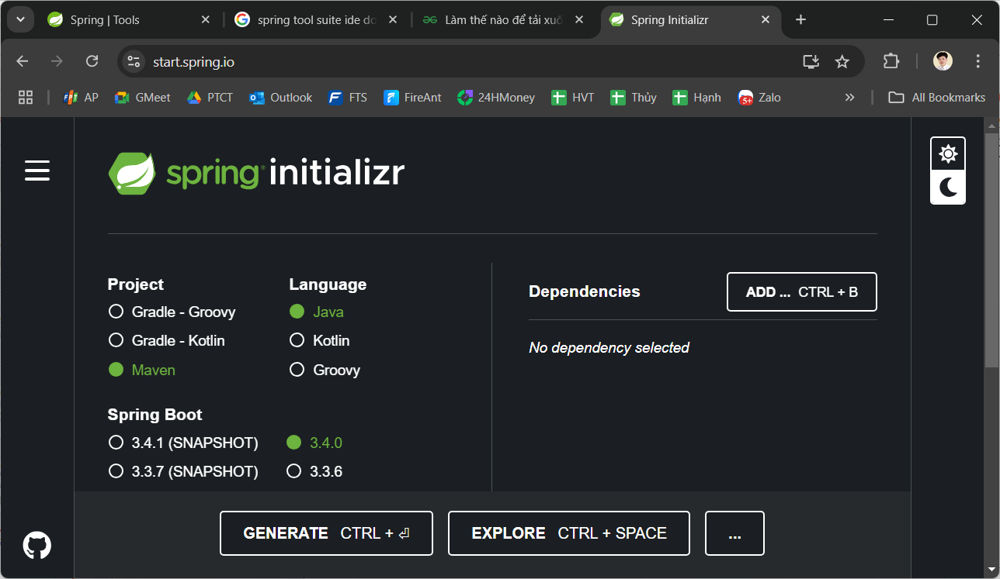 Spring | Tools
spring tool suite ide do
Làm thế nào để tải xuố
Spring Initializr
start.spring.io
AP
GMeet
PTCT
Outlook
FTS
FireAnt
24HMoney
HVT
Thủy
Hạnh
5+
Zalo
All Bookmarks
spring initializr
Project
Gradle - Groovy
Gradle - Kotlin
Maven
Language
Java
Kotlin
Groovy
Spring Boot
3.4.1 (SNAPSHOT)
3.4.0
3.3.7 (SNAPSHOT)
3.3.6
Dependencies
ADD ... CTRL + B
No dependency selected
GENERATE CTRL + ⏎
EXPLORE CTRL + SPACE
...